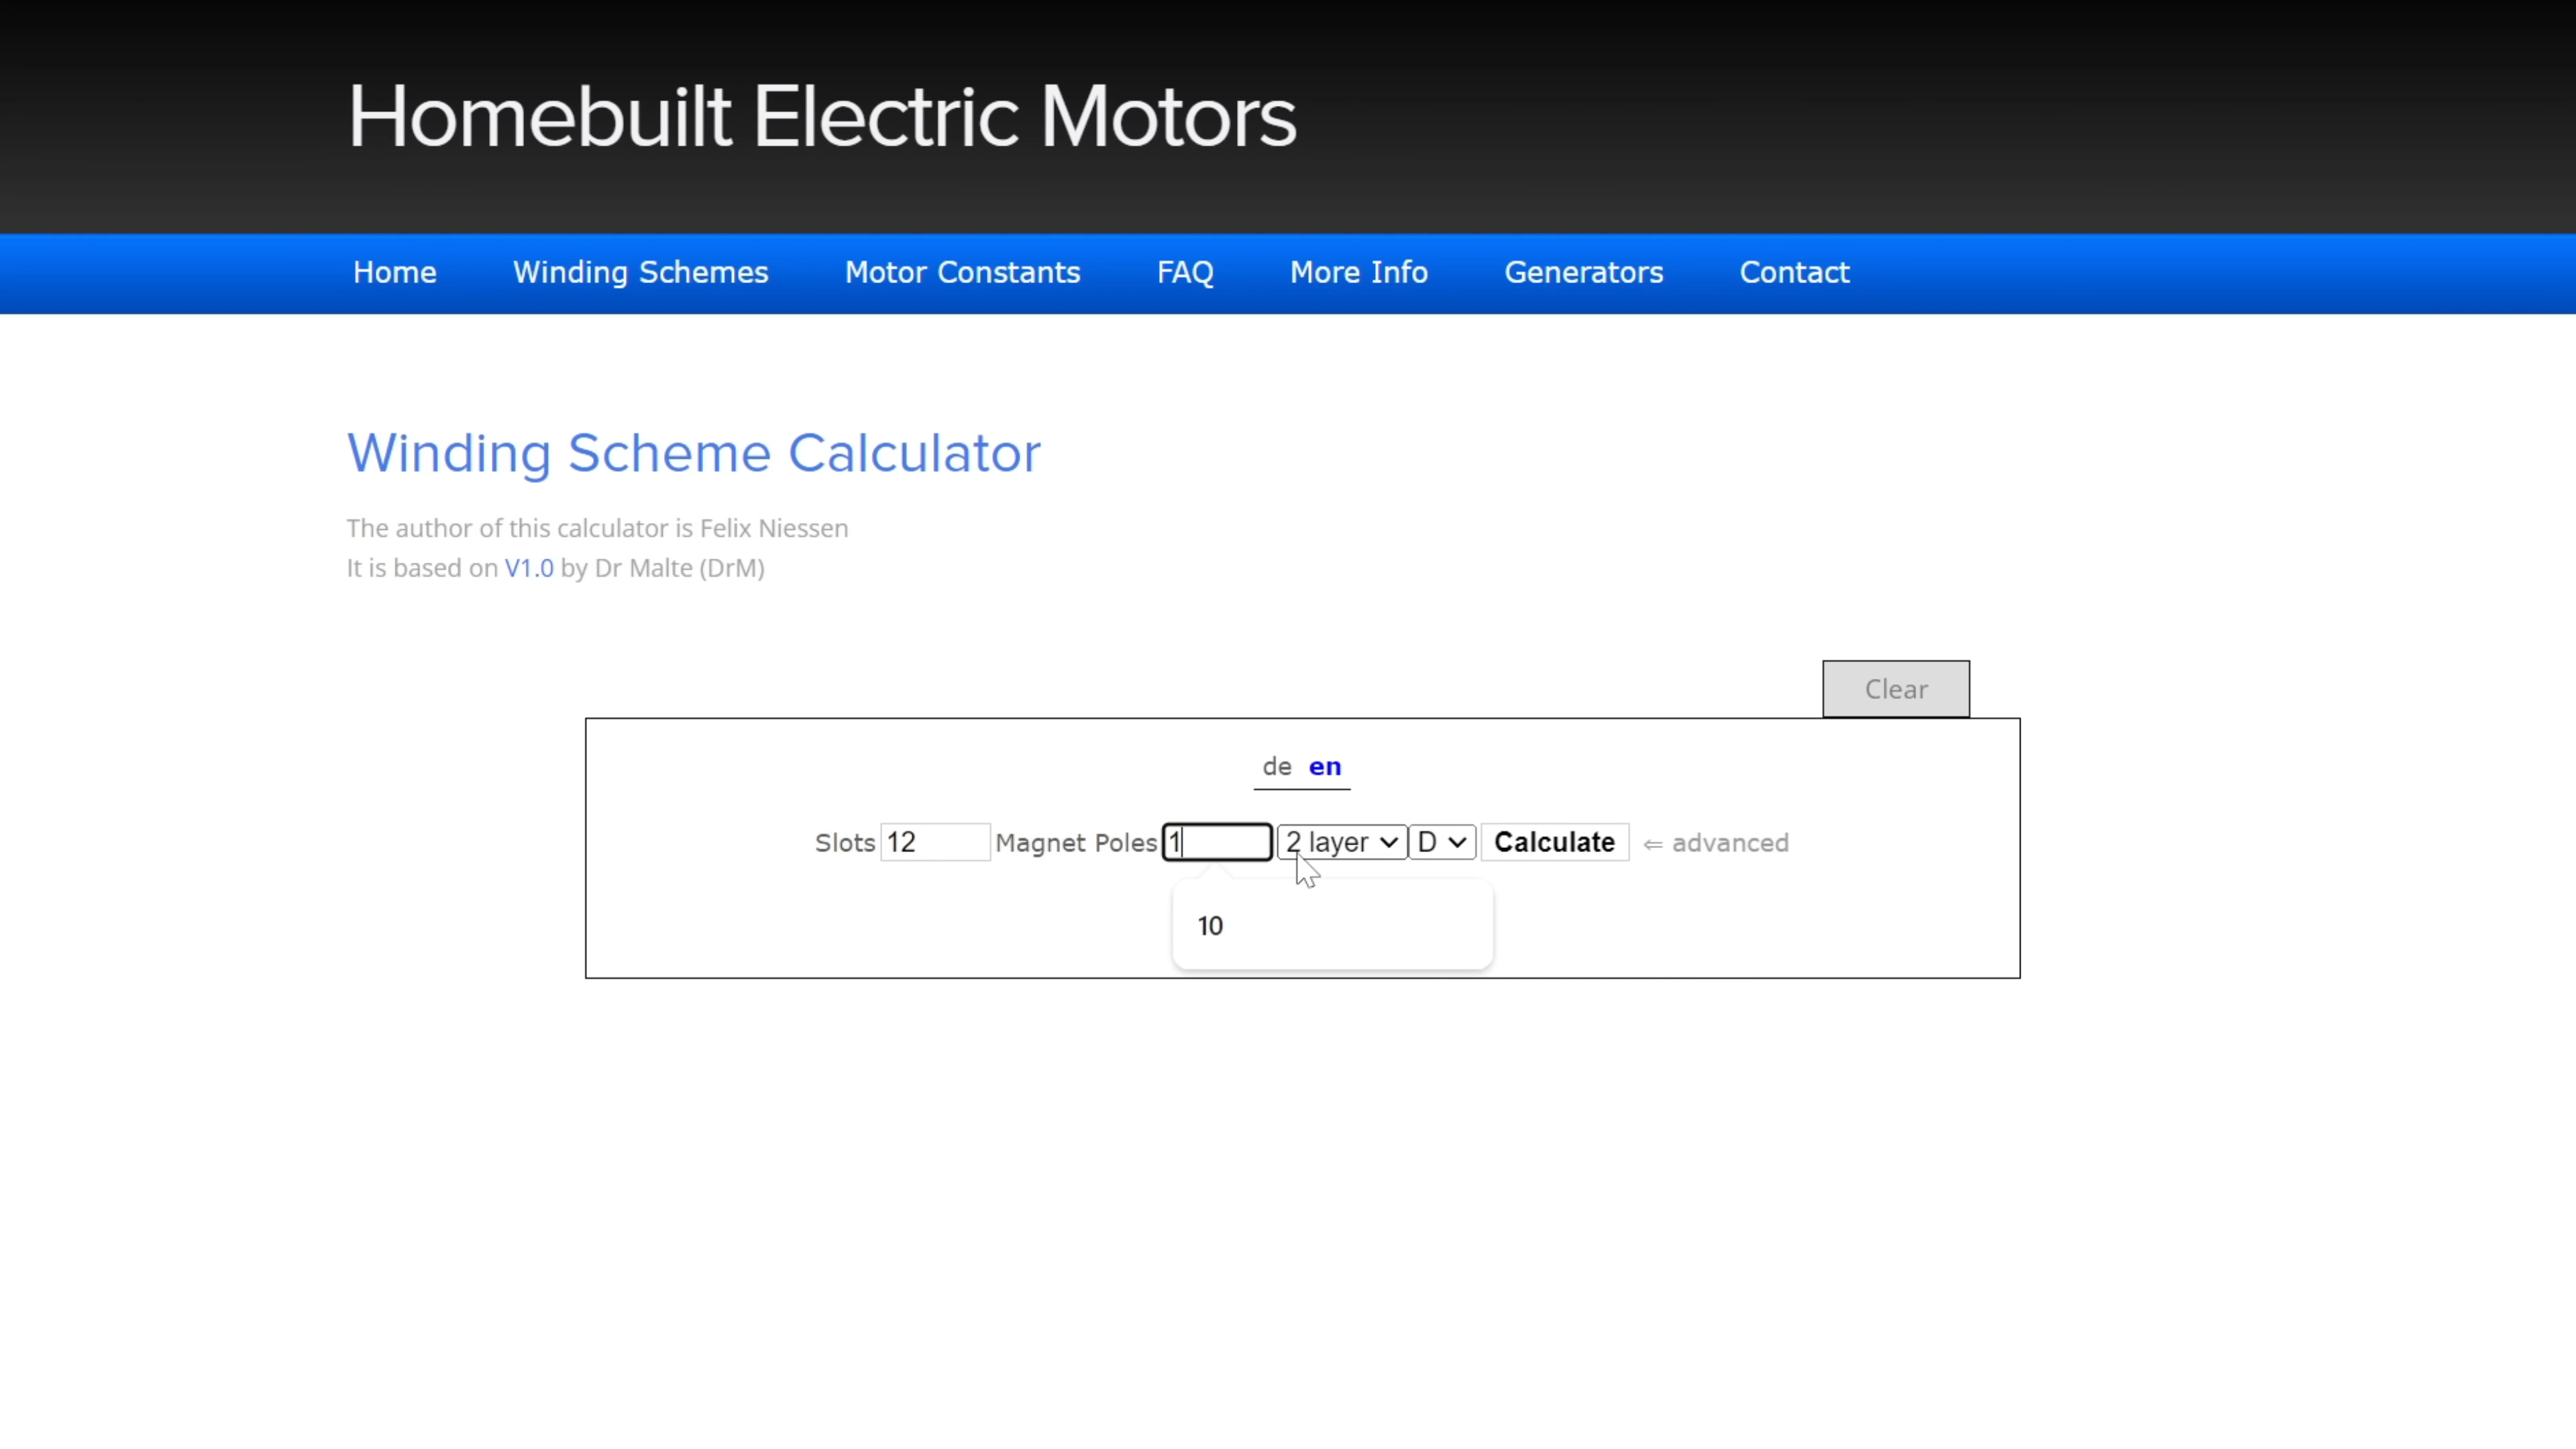 Homebuilt Electric Motors
Home Winding Schemes Motor Constants FAQ More Info Generators Contact
Winding Scheme Calculator
The author of this calculator is Felix Niessen
It is based on V1.0 by Dr Malte (DrM)
Clear
de en
Slots 12 Magnet Poles 1 2 layer D Calculate ⇐ advanced
10